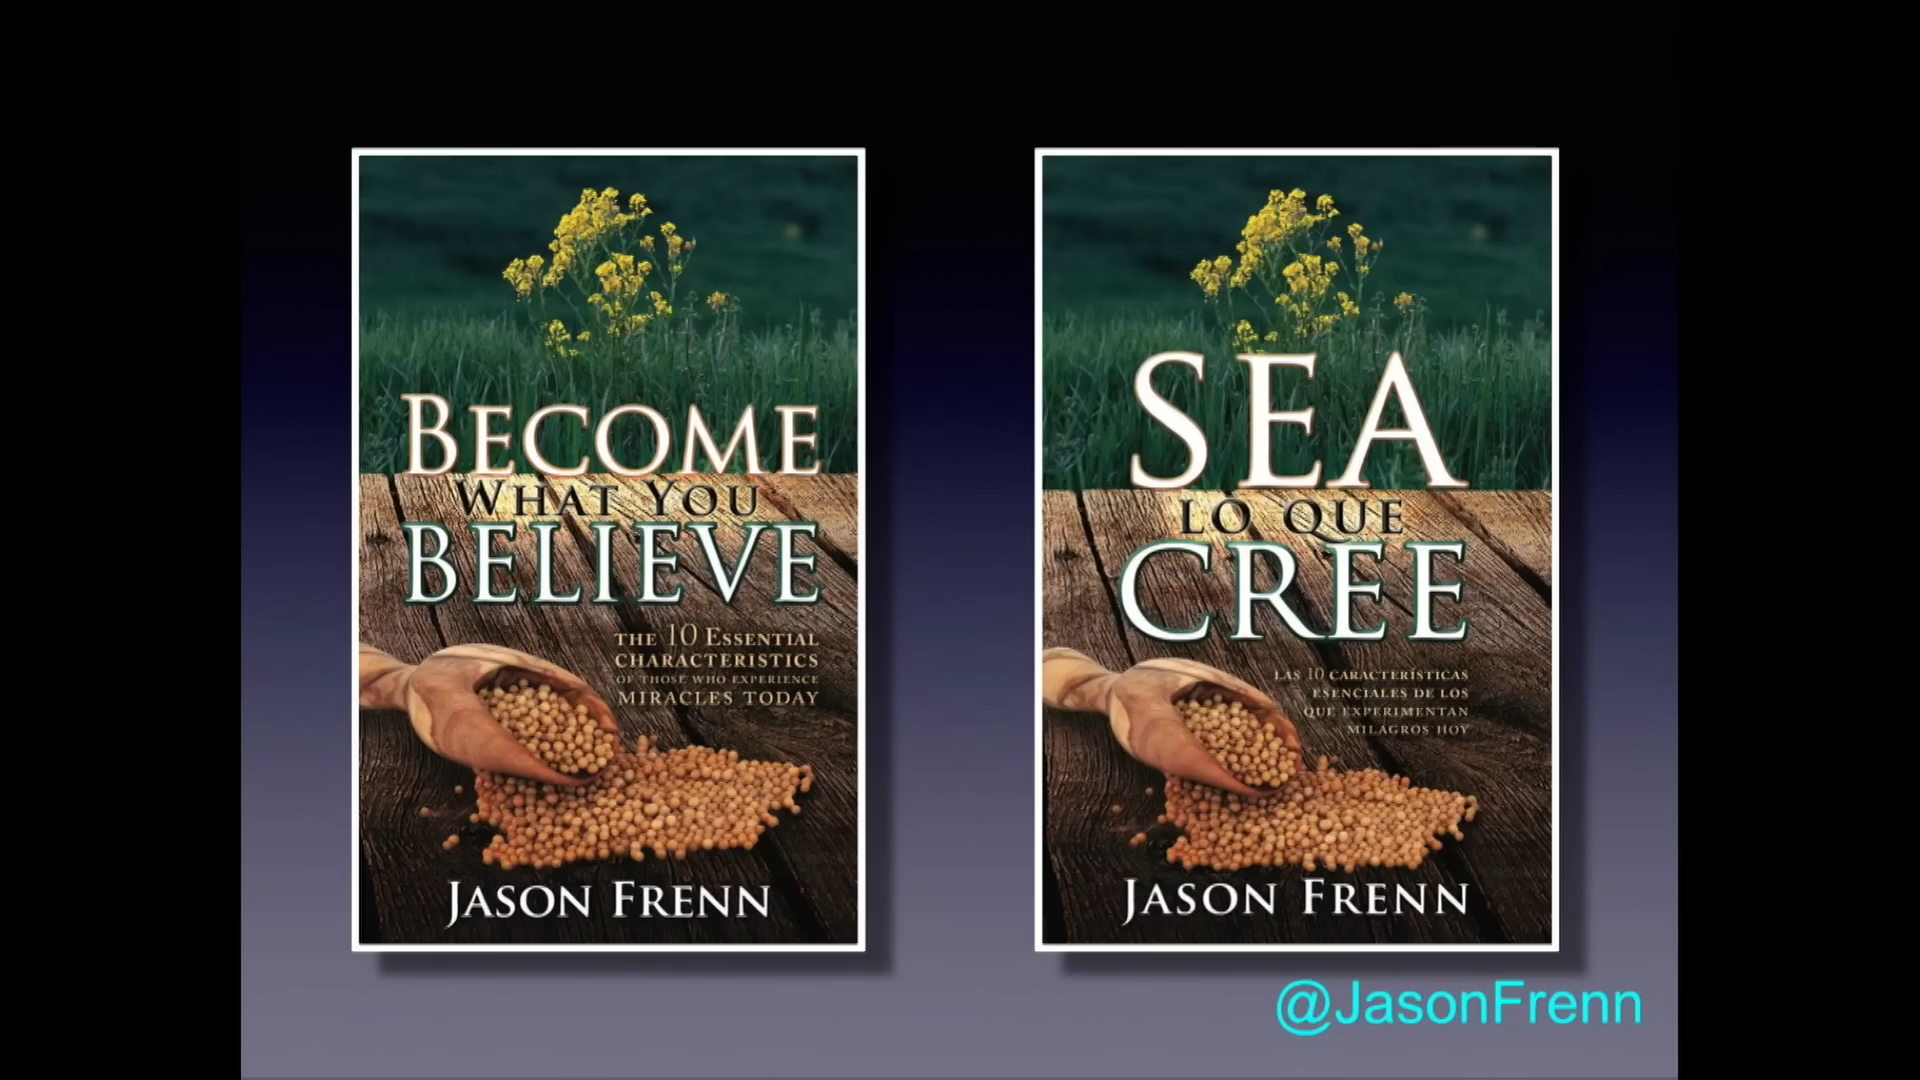 BECOME
WHAT YOU
BELIEVE
THE 10 ESSENTIAL
CHARACTERISTICS
OF THOSE WHO EXPERIENCE
MIRACLES TODAY
JASON FRENN
SEA
LO QUE
CREE
LAS 10 CARACTERÍSTICAS
ESENCIALES DE LOS
QUE EXPERIMENTAN
MILAGROS HOY
JASON FRENN
@JasonFrenn